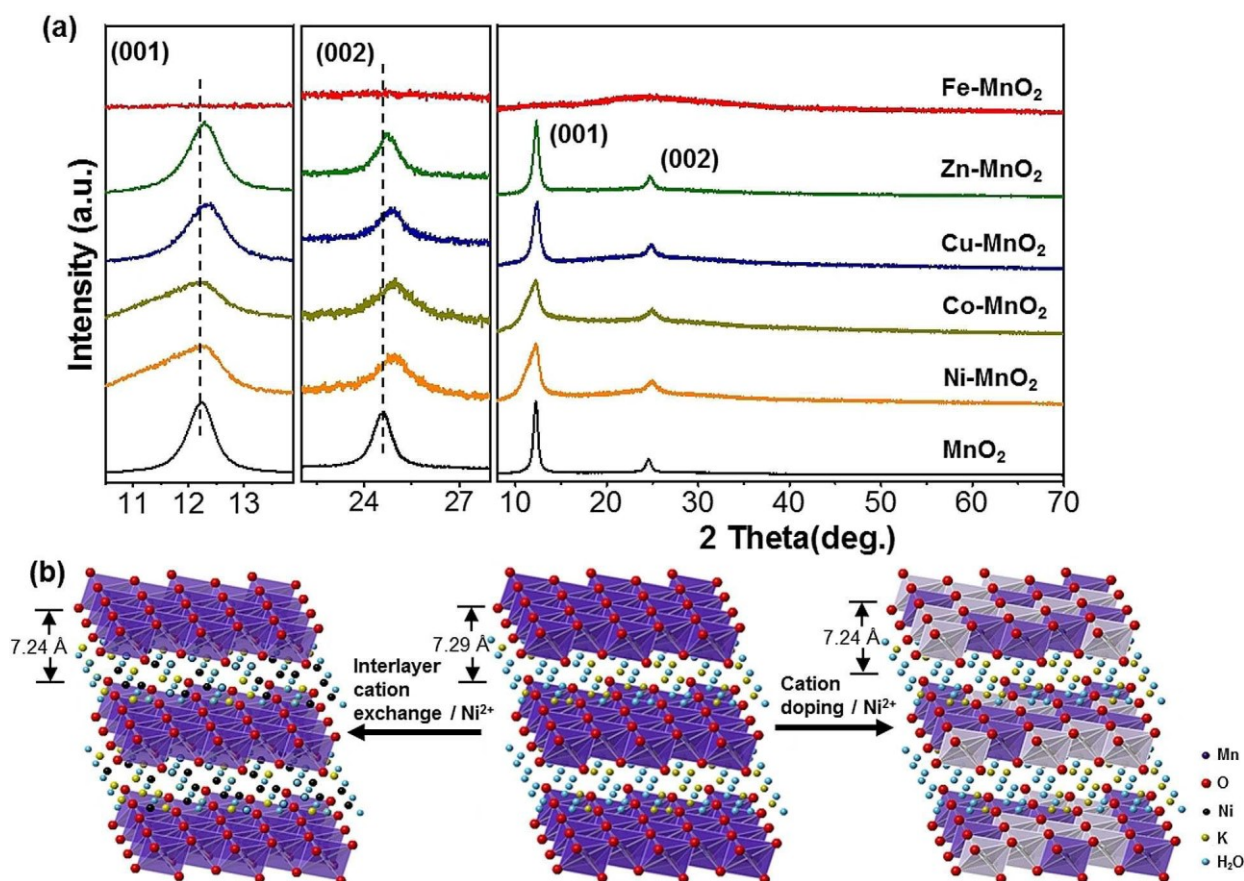 (a)
(001)
(002)
Fe-MnO₂
(001)
(002)
Zn-MnO₂
Cu-MnO₂
Co-MnO₂
Ni-MnO₂
MnO₂
Intensity (a.u.)
11 12 13
24 27
10 20 30 40 50 60 70
2 Theta(deg.)
(b)
7.24 Å
Interlayer
cation
exchange / Ni²⁺
7.29 Å
Cation
doping / Ni²⁺
7.24 Å
Mn
O
Ni
K
H₂O